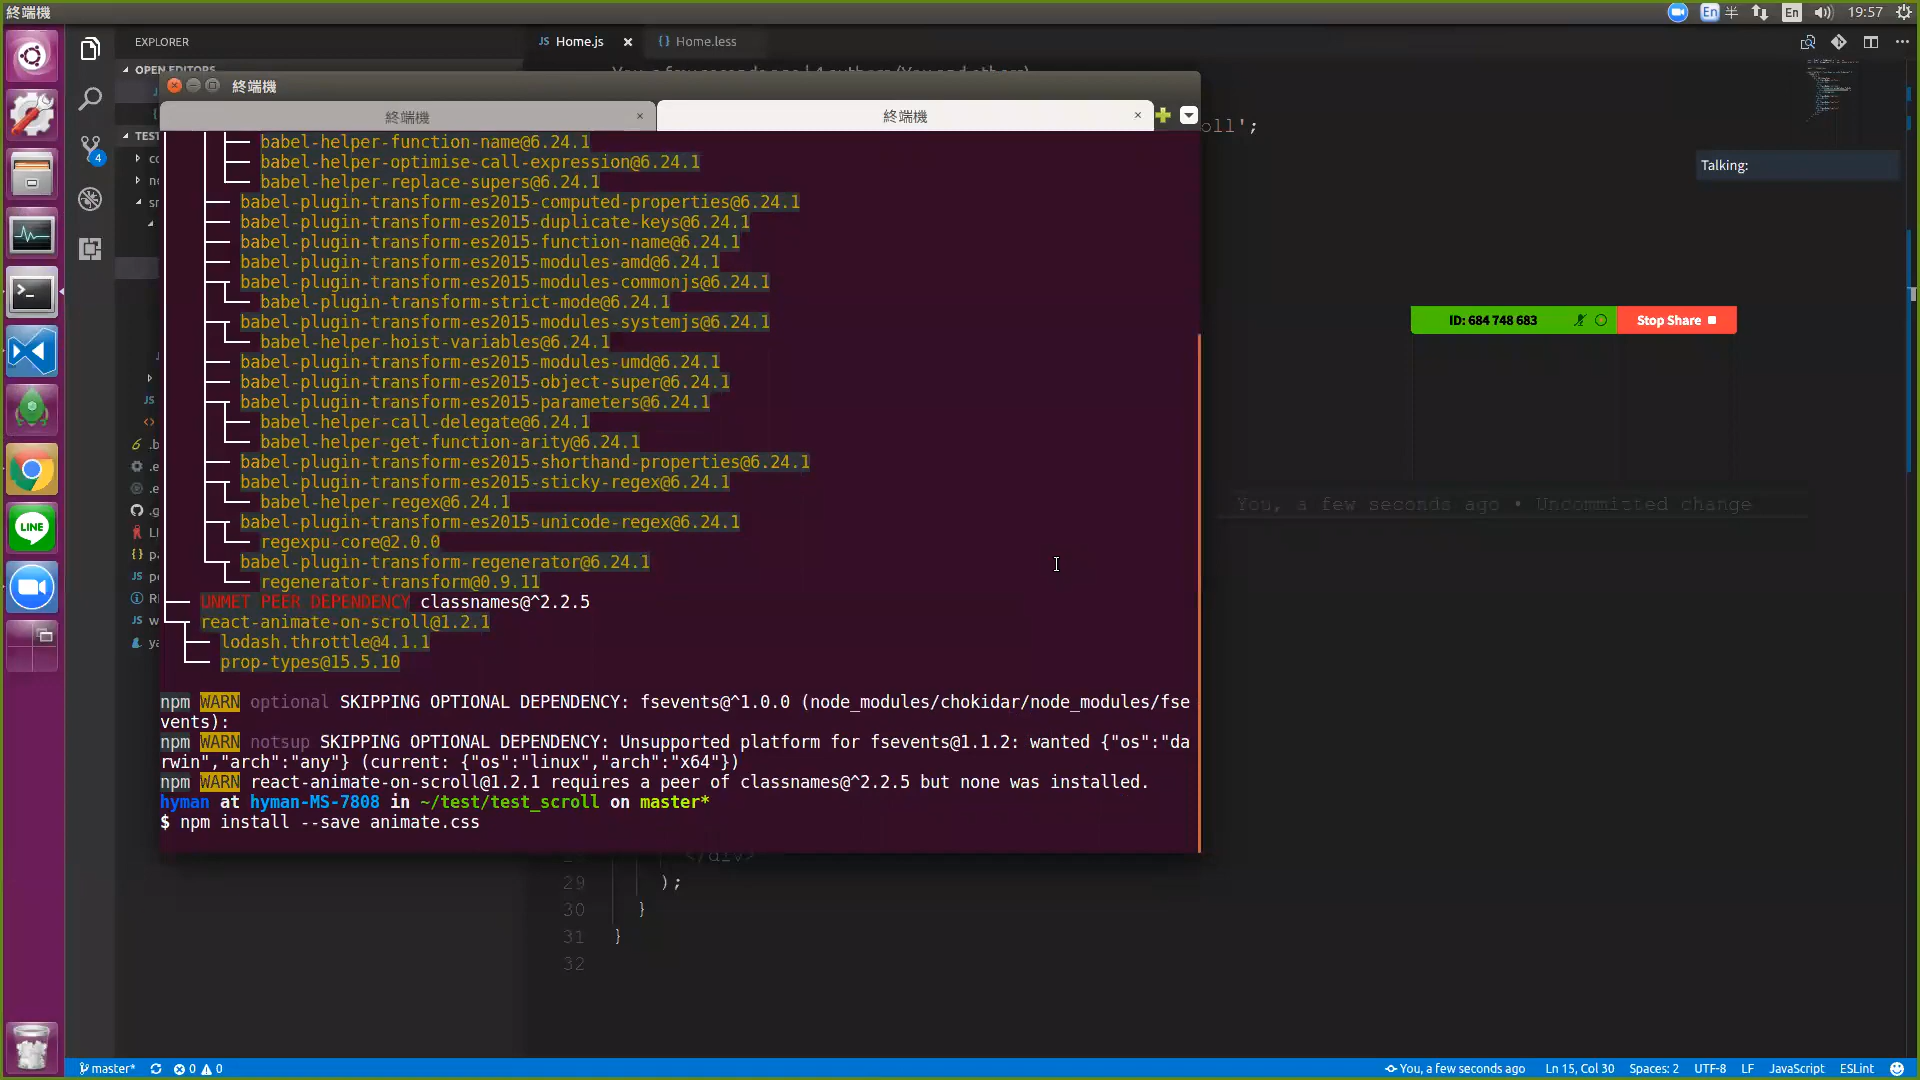 終端機
En 半 En 19:57
EXPLORER
OPEN EDITORS
JS Home.js ×
{} Home.less
終端機
終端機 ×
終端機 ×
babel-helper-function-name@6.24.1
babel-helper-optimise-call-expression@6.24.1
babel-helper-replace-supers@6.24.1
babel-plugin-transform-es2015-computed-properties@6.24.1
babel-plugin-transform-es2015-duplicate-keys@6.24.1
babel-plugin-transform-es2015-function-name@6.24.1
babel-plugin-transform-es2015-modules-amd@6.24.1
babel-plugin-transform-es2015-modules-commonjs@6.24.1
babel-plugin-transform-strict-mode@6.24.1
babel-plugin-transform-es2015-modules-systemjs@6.24.1
babel-helper-hoist-variables@6.24.1
babel-plugin-transform-es2015-modules-umd@6.24.1
babel-plugin-transform-es2015-object-super@6.24.1
babel-plugin-transform-es2015-parameters@6.24.1
babel-helper-call-delegate@6.24.1
babel-helper-get-function-arity@6.24.1
babel-plugin-transform-es2015-shorthand-properties@6.24.1
babel-plugin-transform-es2015-sticky-regex@6.24.1
babel-helper-regex@6.24.1
babel-plugin-transform-es2015-unicode-regex@6.24.1
regexpu-core@2.0.0
babel-plugin-transform-regenerator@6.24.1
regenerator-transform@0.9.11
UNMET PEER DEPENDENCY classnames@^2.2.5
react-animate-on-scroll@1.2.1
lodash.throttle@4.1.1
prop-types@15.5.10
npm WARN optional SKIPPING OPTIONAL DEPENDENCY: fsevents@^1.0.0 (node_modules/chokidar/node_modules/fse
vents):
npm WARN notsup SKIPPING OPTIONAL DEPENDENCY: Unsupported platform for fsevents@1.1.2: wanted {"os":"da
rwin","arch":"any"} (current: {"os":"linux","arch":"x64"})
npm WARN react-animate-on-scroll@1.2.1 requires a peer of classnames@^2.2.5 but none was installed.
hyman at hyman-MS-7808 in ~/test/test_scroll on master*
$ npm install --save animate.css
oll';
Talking:
ID: 684 748 683 Stop Share
You, a few seconds ago • Uncommitted change
</div>
29 );
30 }
31 }
32
TEST
4
LINE
master* 0 0
You, a few seconds ago Ln 15, Col 30 Spaces: 2 UTF-8 LF JavaScript ESLint